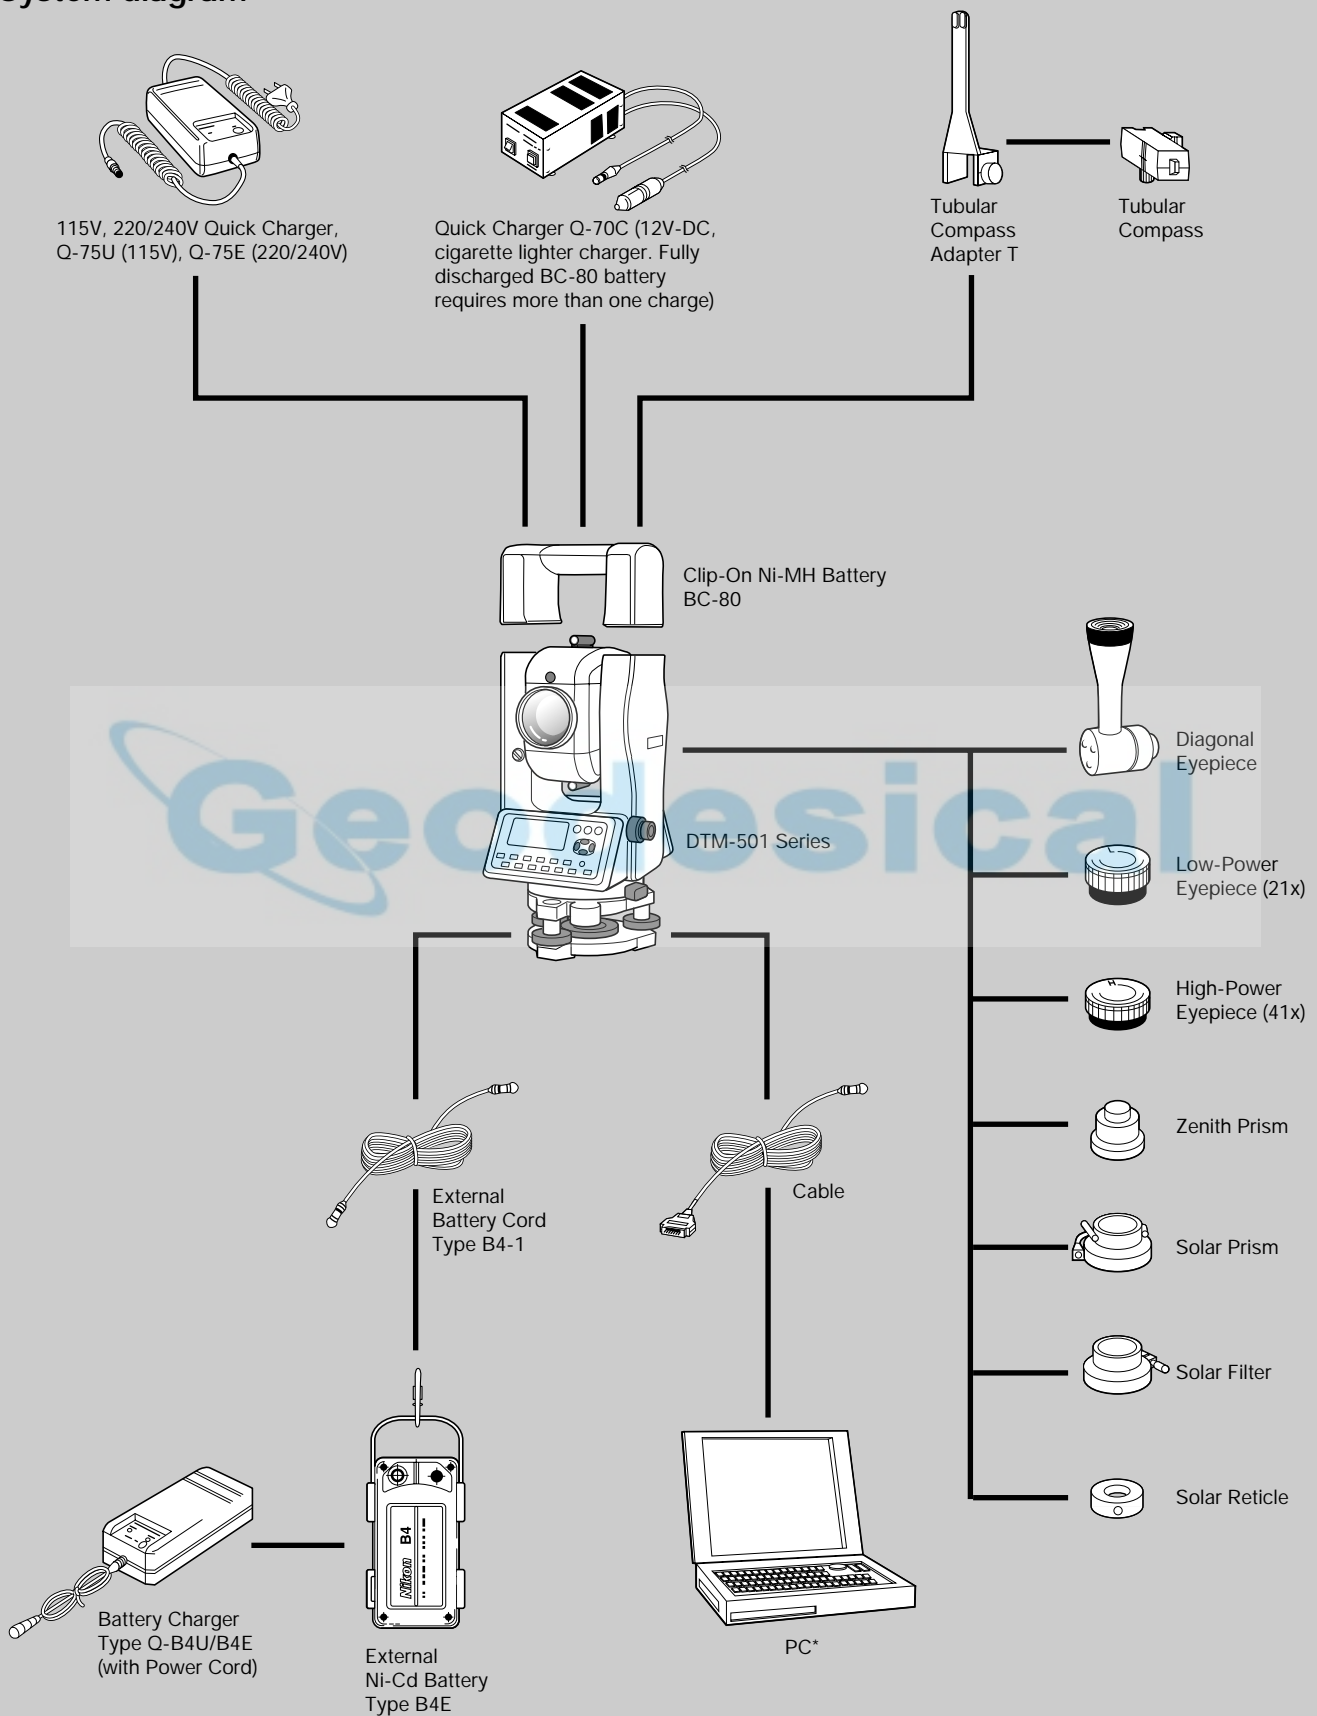 System diagram
115V, 220/240V Quick Charger,
Q-75U (115V), Q-75E (220/240V)
Quick Charger Q-70C (12V-DC,
cigarette lighter charger. Fully
discharged BC-80 battery
requires more than one charge)
Tubular
Compass
Adapter T
Tubular
Compass
Clip-On Ni-MH Battery
BC-80
Diagonal
Eyepiece
Geodesical
DTM-501 Series
Low-Power
Eyepiece (21x)
H
High-Power
Eyepiece (41x)
Zenith Prism
External
Battery Cord
Type B4-1
Cable
Solar Prism
Solar Filter
Solar Reticle
Nikon B4
Battery Charger
Type Q-B4U/B4E
(with Power Cord)
External
Ni-Cd Battery
Type B4E
PC*